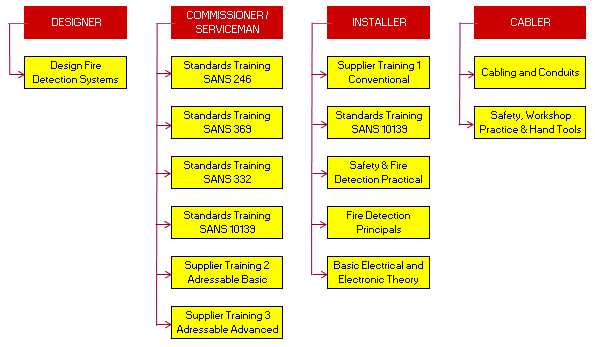 DESIGNER
Design Fire
Detection Systems
COMMISSIONER /
SERVICEMAN
Standards Training
SANS 246
Standards Training
SANS 369
Standards Training
SANS 332
Standards Training
SANS 10139
Supplier Training 2
Adressable Basic
Supplier Training 3
Adressable Advanced
INSTALLER
Supplier Training 1
Conventional
Standards Training
SANS 10139
Safety & Fire
Detection Practical
Fire Detection
Principals
Basic Electrical and
Electronic Theory
CABLER
Cabling and Conduits
Safety, Workshop
Practice & Hand Tools